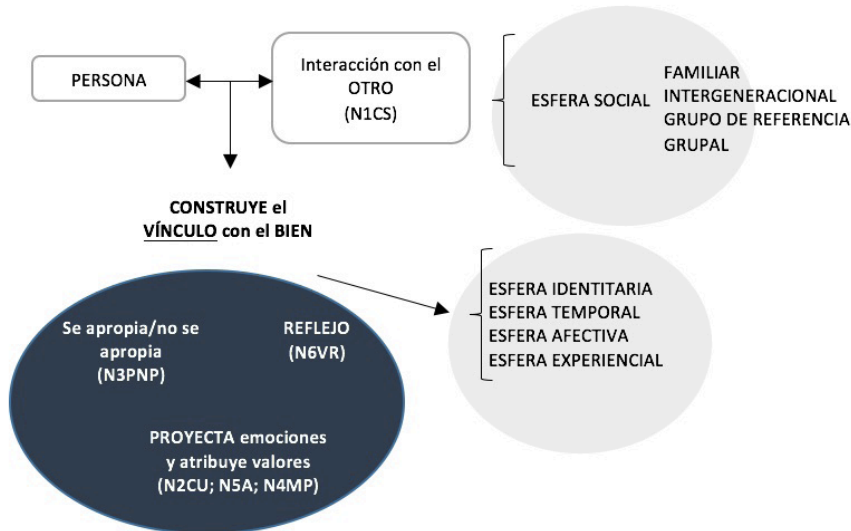 PERSONA
Interacción con el
OTRO
(N1CS)
ESFERA SOCIAL
FAMILIAR
INTERGENERACIONAL
GRUPO DE REFERENCIA
GRUPAL
CONSTRUYE el
VÍNCULO con el BIEN
ESFERA IDENTITARIA
ESFERA TEMPORAL
ESFERA AFECTIVA
ESFERA EXPERIENCIAL
Se apropia/no se
apropia
(N3PNP)
REFLEJO
(N6VR)
PROYECTA emociones
y atribuye valores
(N2CU; N5A; N4MP)